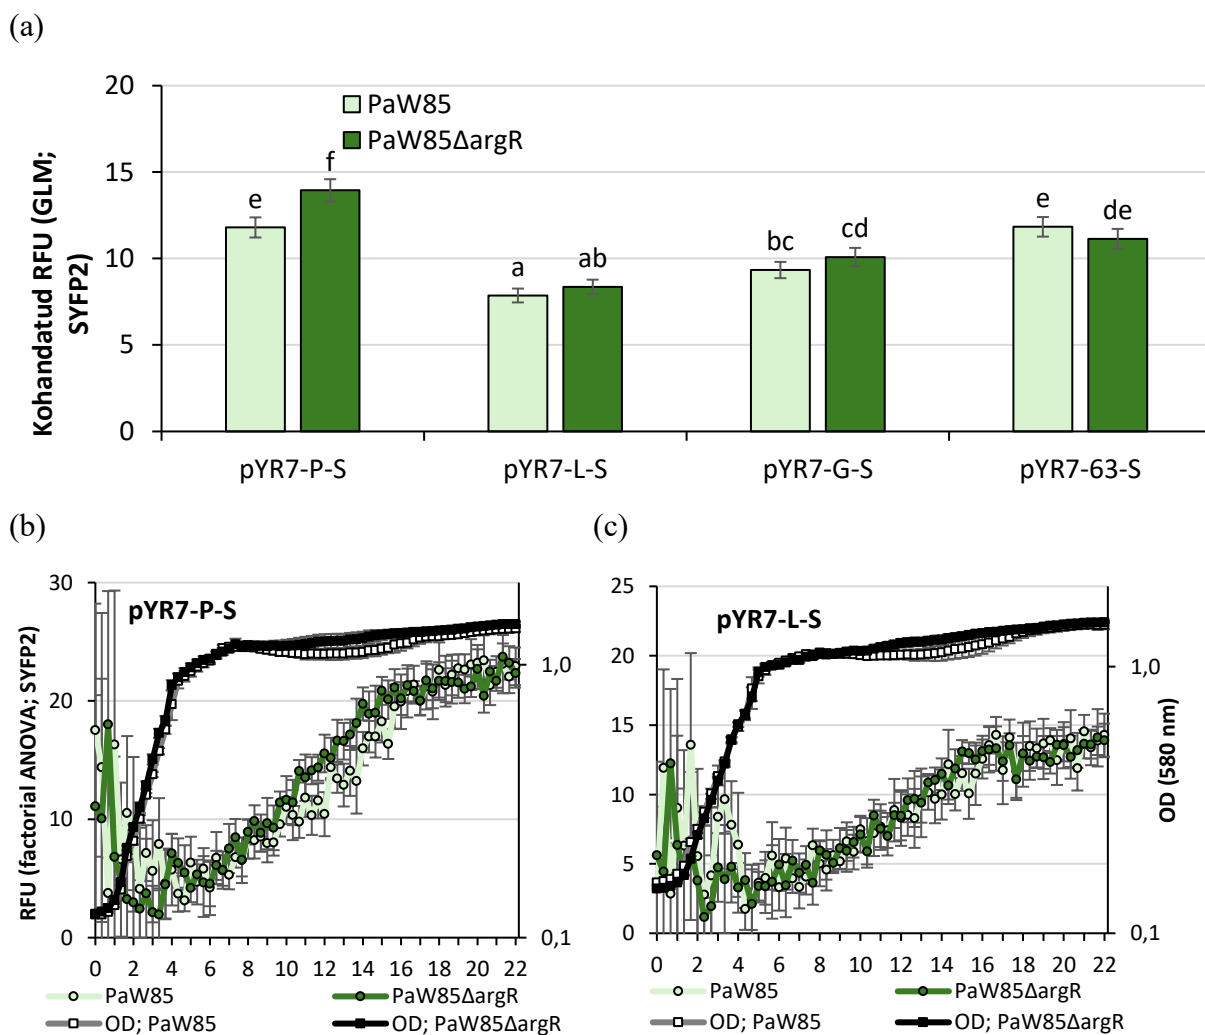 (a)
Kohandatud RFU (GLM;
SYFP2)
20
15
10
5
0
PaW85
PaW85ΔargR
e
f
a
ab
bc
cd
e
de
pYR7-P-S
pYR7-L-S
pYR7-G-S
pYR7-63-S
(b)
RFU (factorial ANOVA; SYFP2)
30
20
10
0
pYR7-P-S
1,0
0,1
0 2 4 6 8 10 12 14 16 18 20 22
PaW85
PaW85ΔargR
OD; PaW85
OD; PaW85ΔargR
(c)
25
20
15
10
5
0
pYR7-L-S
1,0
0,1
OD (580 nm)
0 2 4 6 8 10 12 14 16 18 20 22
PaW85
PaW85ΔargR
OD; PaW85
OD; PaW85ΔargR